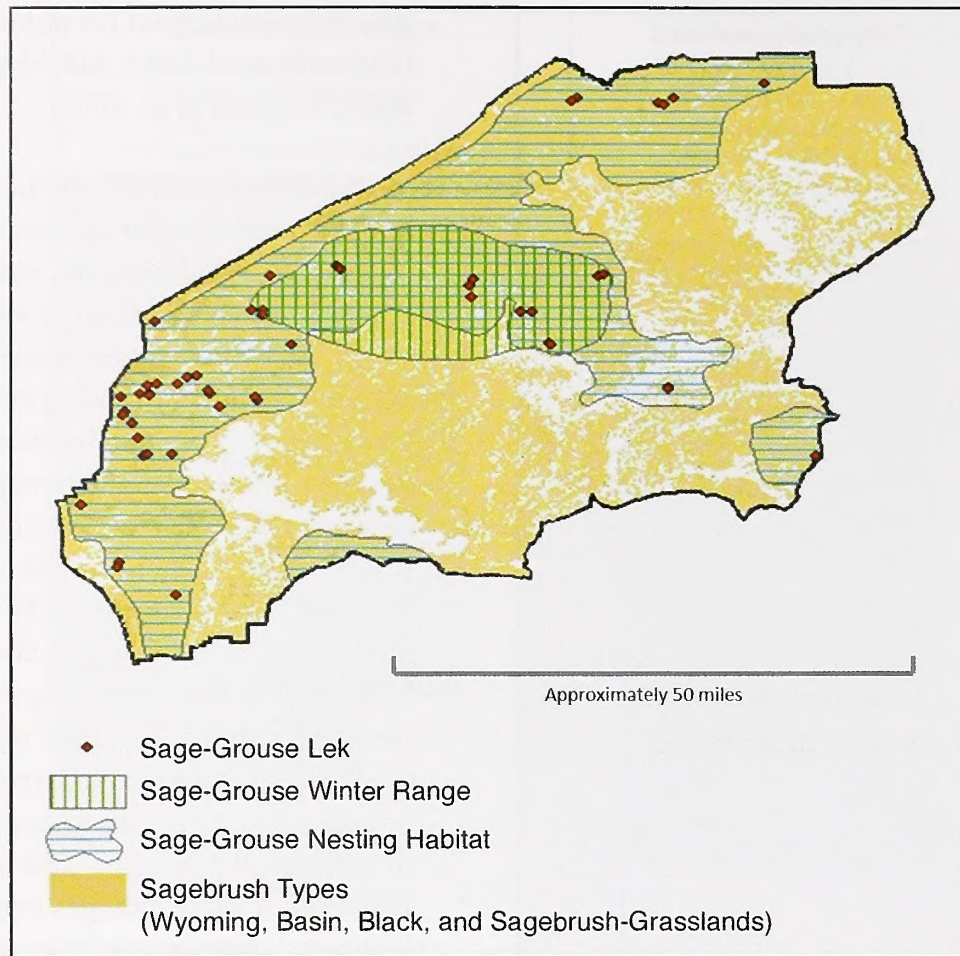 Approximately 50 miles
Sage-Grouse Lek
Sage-Grouse Winter Range
Sage-Grouse Nesting Habitat
Sagebrush Types
(Wyoming, Basin, Black, and Sagebrush-Grasslands)